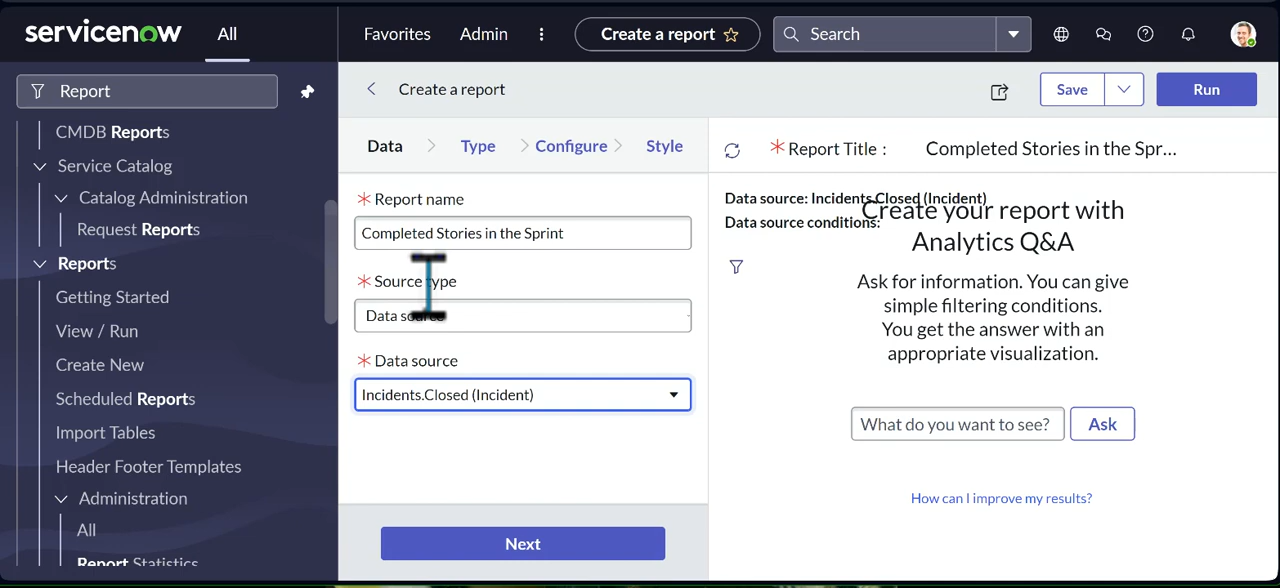 servicenow All Favorites Admin Create a report Search
Report
CMDB Reports
Service Catalog
Catalog Administration
Request Reports
Reports
Getting Started
View / Run
Create New
Scheduled Reports
Import Tables
Header Footer Templates
Administration
All
Report Statistics
Create a report
Save
Run
Data Type Configure Style
* Report name
Completed Stories in the Sprint
* Source type
Data source
* Data source
Incidents.Closed (Incident)
Next
* Report Title : Completed Stories in the Spr...
Data source: Incidents.Closed (Incident)
Data source conditions:
Create your report with
Analytics Q&A
Ask for information. You can give
simple filtering conditions.
You get the answer with an
appropriate visualization.
What do you want to see? Ask
How can I improve my results?